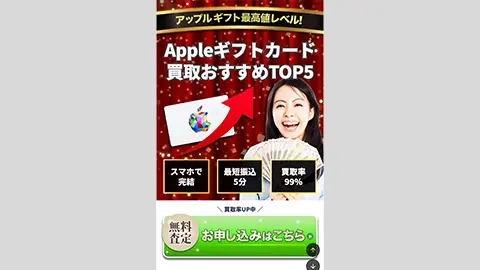 アップル ギフト最高値レベル!
Appleギフトカード
買取おすすめTOP5
スマホで
完結
最短振込
5分
買取率
99%
＼ 買取率UP中 ／
無料
査定
お申し込みはこちら